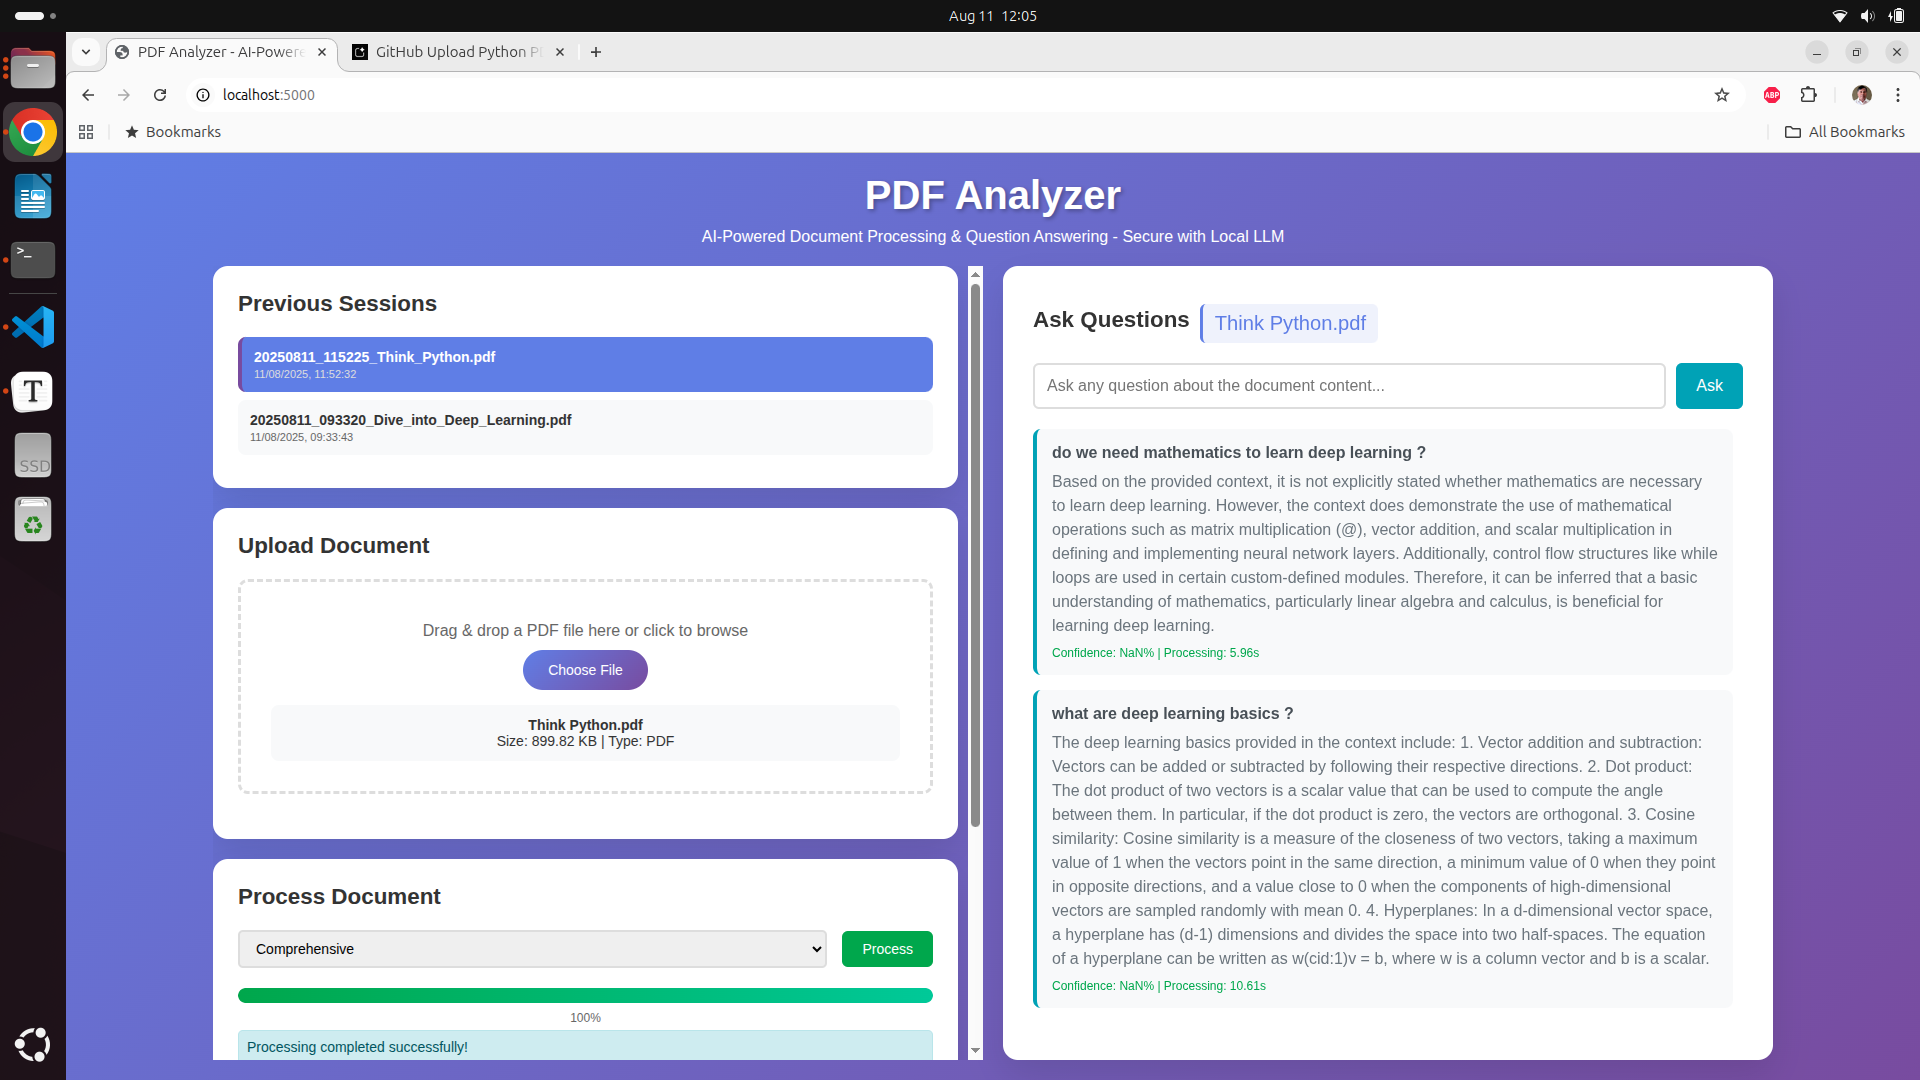 Aug 11 12:05
PDF Analyzer - AI-Powere
GitHub Upload Python P
localhost:5000
ABP
Bookmarks
All Bookmarks
>_
T
SSD
PDF Analyzer
AI-Powered Document Processing & Question Answering - Secure with Local LLM
Previous Sessions
20250811_115225_Think_Python.pdf
11/08/2025, 11:52:32
20250811_093320_Dive_into_Deep_Learning.pdf
11/08/2025, 09:33:43
Upload Document
Drag & drop a PDF file here or click to browse
Choose File
Think Python.pdf
Size: 899.82 KB | Type: PDF
Process Document
Comprehensive
Process
100%
Processing completed successfully!
Ask Questions Think Python.pdf
Ask any question about the document content...
Ask
do we need mathematics to learn deep learning ?
Based on the provided context, it is not explicitly stated whether mathematics are necessary
to learn deep learning. However, the context does demonstrate the use of mathematical
operations such as matrix multiplication (@), vector addition, and scalar multiplication in
defining and implementing neural network layers. Additionally, control flow structures like while
loops are used in certain custom-defined modules. Therefore, it can be inferred that a basic
understanding of mathematics, particularly linear algebra and calculus, is beneficial for
learning deep learning.
Confidence: NaN% | Processing: 5.96s
what are deep learning basics ?
The deep learning basics provided in the context include: 1. Vector addition and subtraction:
Vectors can be added or subtracted by following their respective directions. 2. Dot product:
The dot product of two vectors is a scalar value that can be used to compute the angle
between them. In particular, if the dot product is zero, the vectors are orthogonal. 3. Cosine
similarity: Cosine similarity is a measure of the closeness of two vectors, taking a maximum
value of 1 when the vectors point in the same direction, a minimum value of 0 when they point
in opposite directions, and a value close to 0 when the components of high-dimensional
vectors are sampled randomly with mean 0. 4. Hyperplanes: In a d-dimensional vector space,
a hyperplane has (d-1) dimensions and divides the space into two half-spaces. The equation
of a hyperplane can be written as w(cid:1)v = b, where w is a column vector and b is a scalar.
Confidence: NaN% | Processing: 10.61s